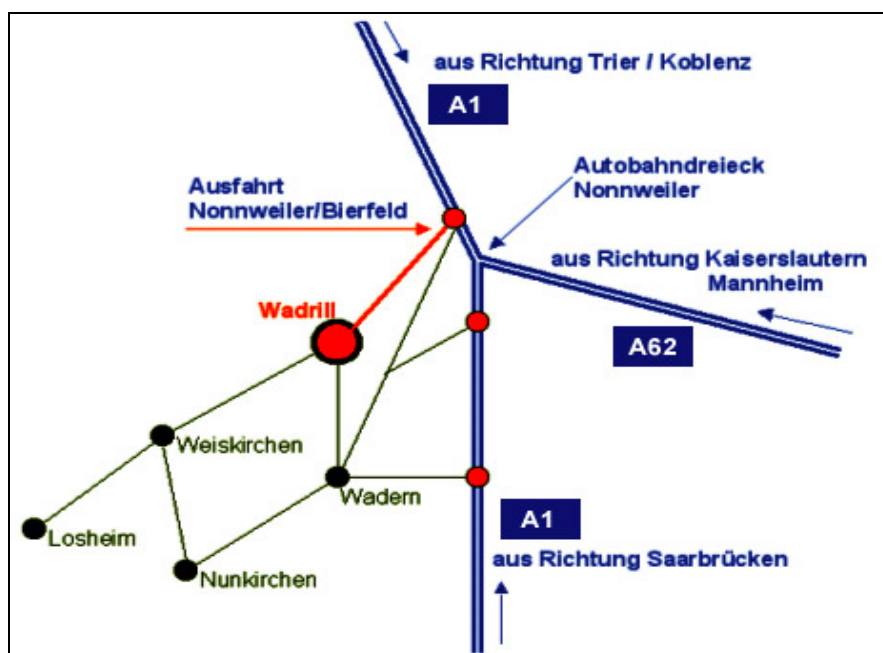 aus Richtung Trier / Koblenz
A1
Autobahndreieck
Nonnweiler
Ausfahrt
Nonnweiler/Bierfeld
aus Richtung Kaiserslautern
Mannheim
Wadrill
A62
Weiskirchen
Wadern
A1
Losheim
aus Richtung Saarbrücken
Nunkirchen